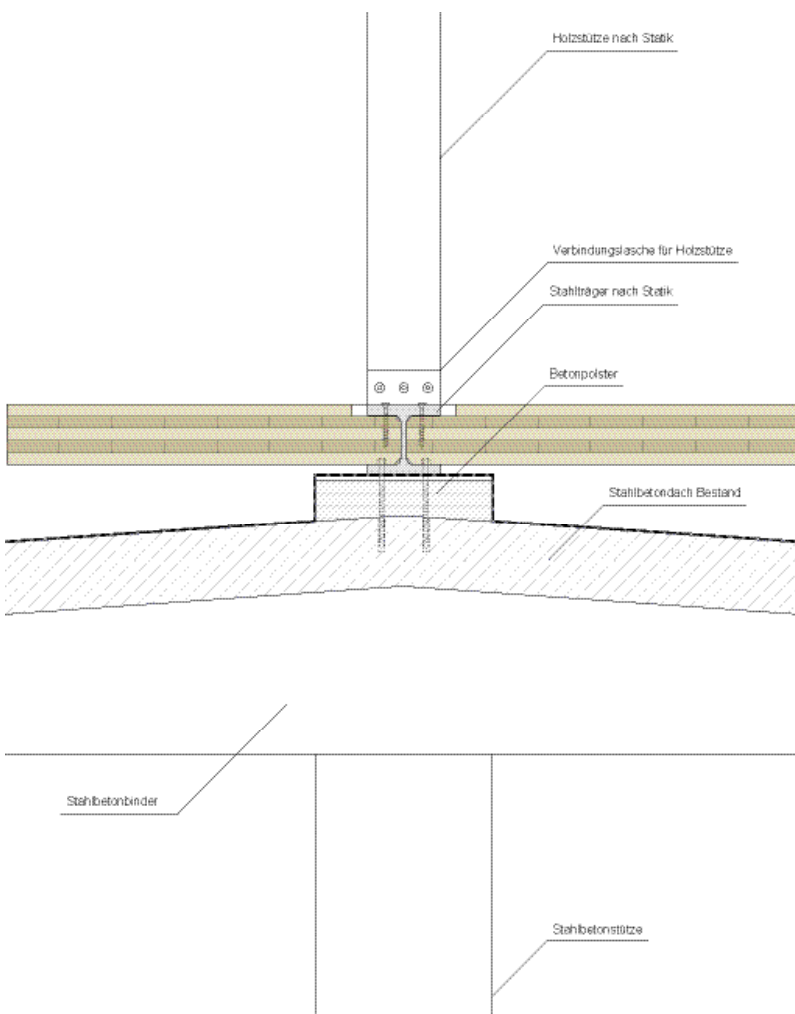 Holzstütze nach Statik
Verbindungslasche für Holzstütze
Stahlträger nach Statik
Betonpolster
Stahlbetondach Bestand
Stahlbetonbinder
Stahlbetonstütze